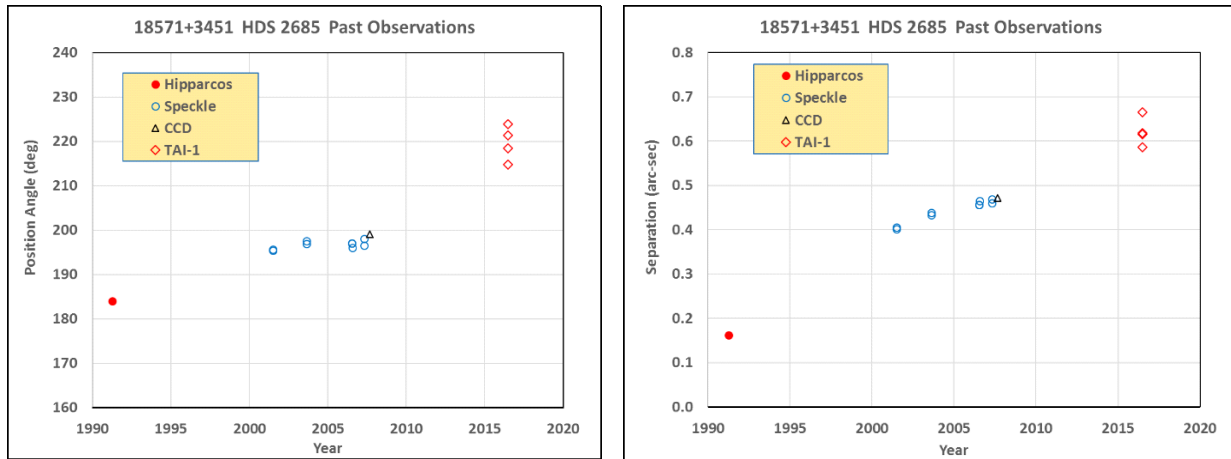 18571+3451 HDS 2685 Past Observations
240
230
220
210
200
190
180
170
160
Position Angle (deg)
Hipparcos
Speckle
CCD
TAI-1
1990 1995 2000 2005 2010 2015 2020
Year
18571+3451 HDS 2685 Past Observations
0.8
0.7
0.6
0.5
0.4
0.3
0.2
0.1
0.0
Separation (arc-sec)
Hipparcos
Speckle
CCD
TAI-1
1990 1995 2000 2005 2010 2015 2020
Year